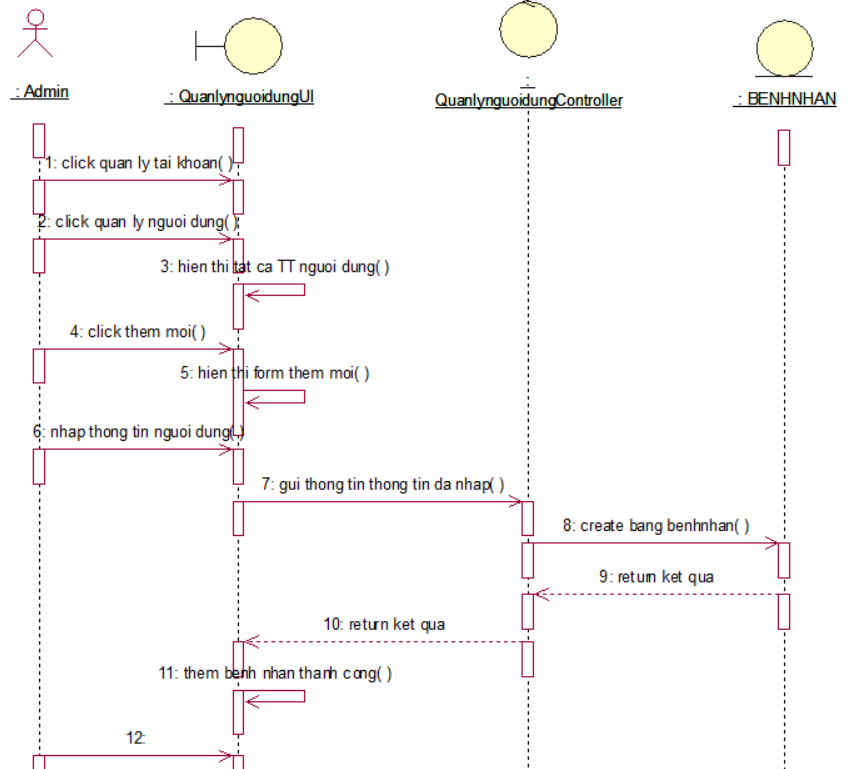 : Admin
: QuanlynguoidungUI
:
QuanlynguoidungController
: BENHNHAN
1: click quan ly tai khoan( )
2: click quan ly nguoi dung( )
3: hien thi tat ca TT nguoi dung( )
4: click them moi( )
5: hien thi form them moi( )
6: nhap thong tin nguoi dung( )
7: gui thong tin thong tin da nhap( )
8: create bang benhnhan( )
9: return ket qua
10: return ket qua
11: them benh nhan thanh cong( )
12: